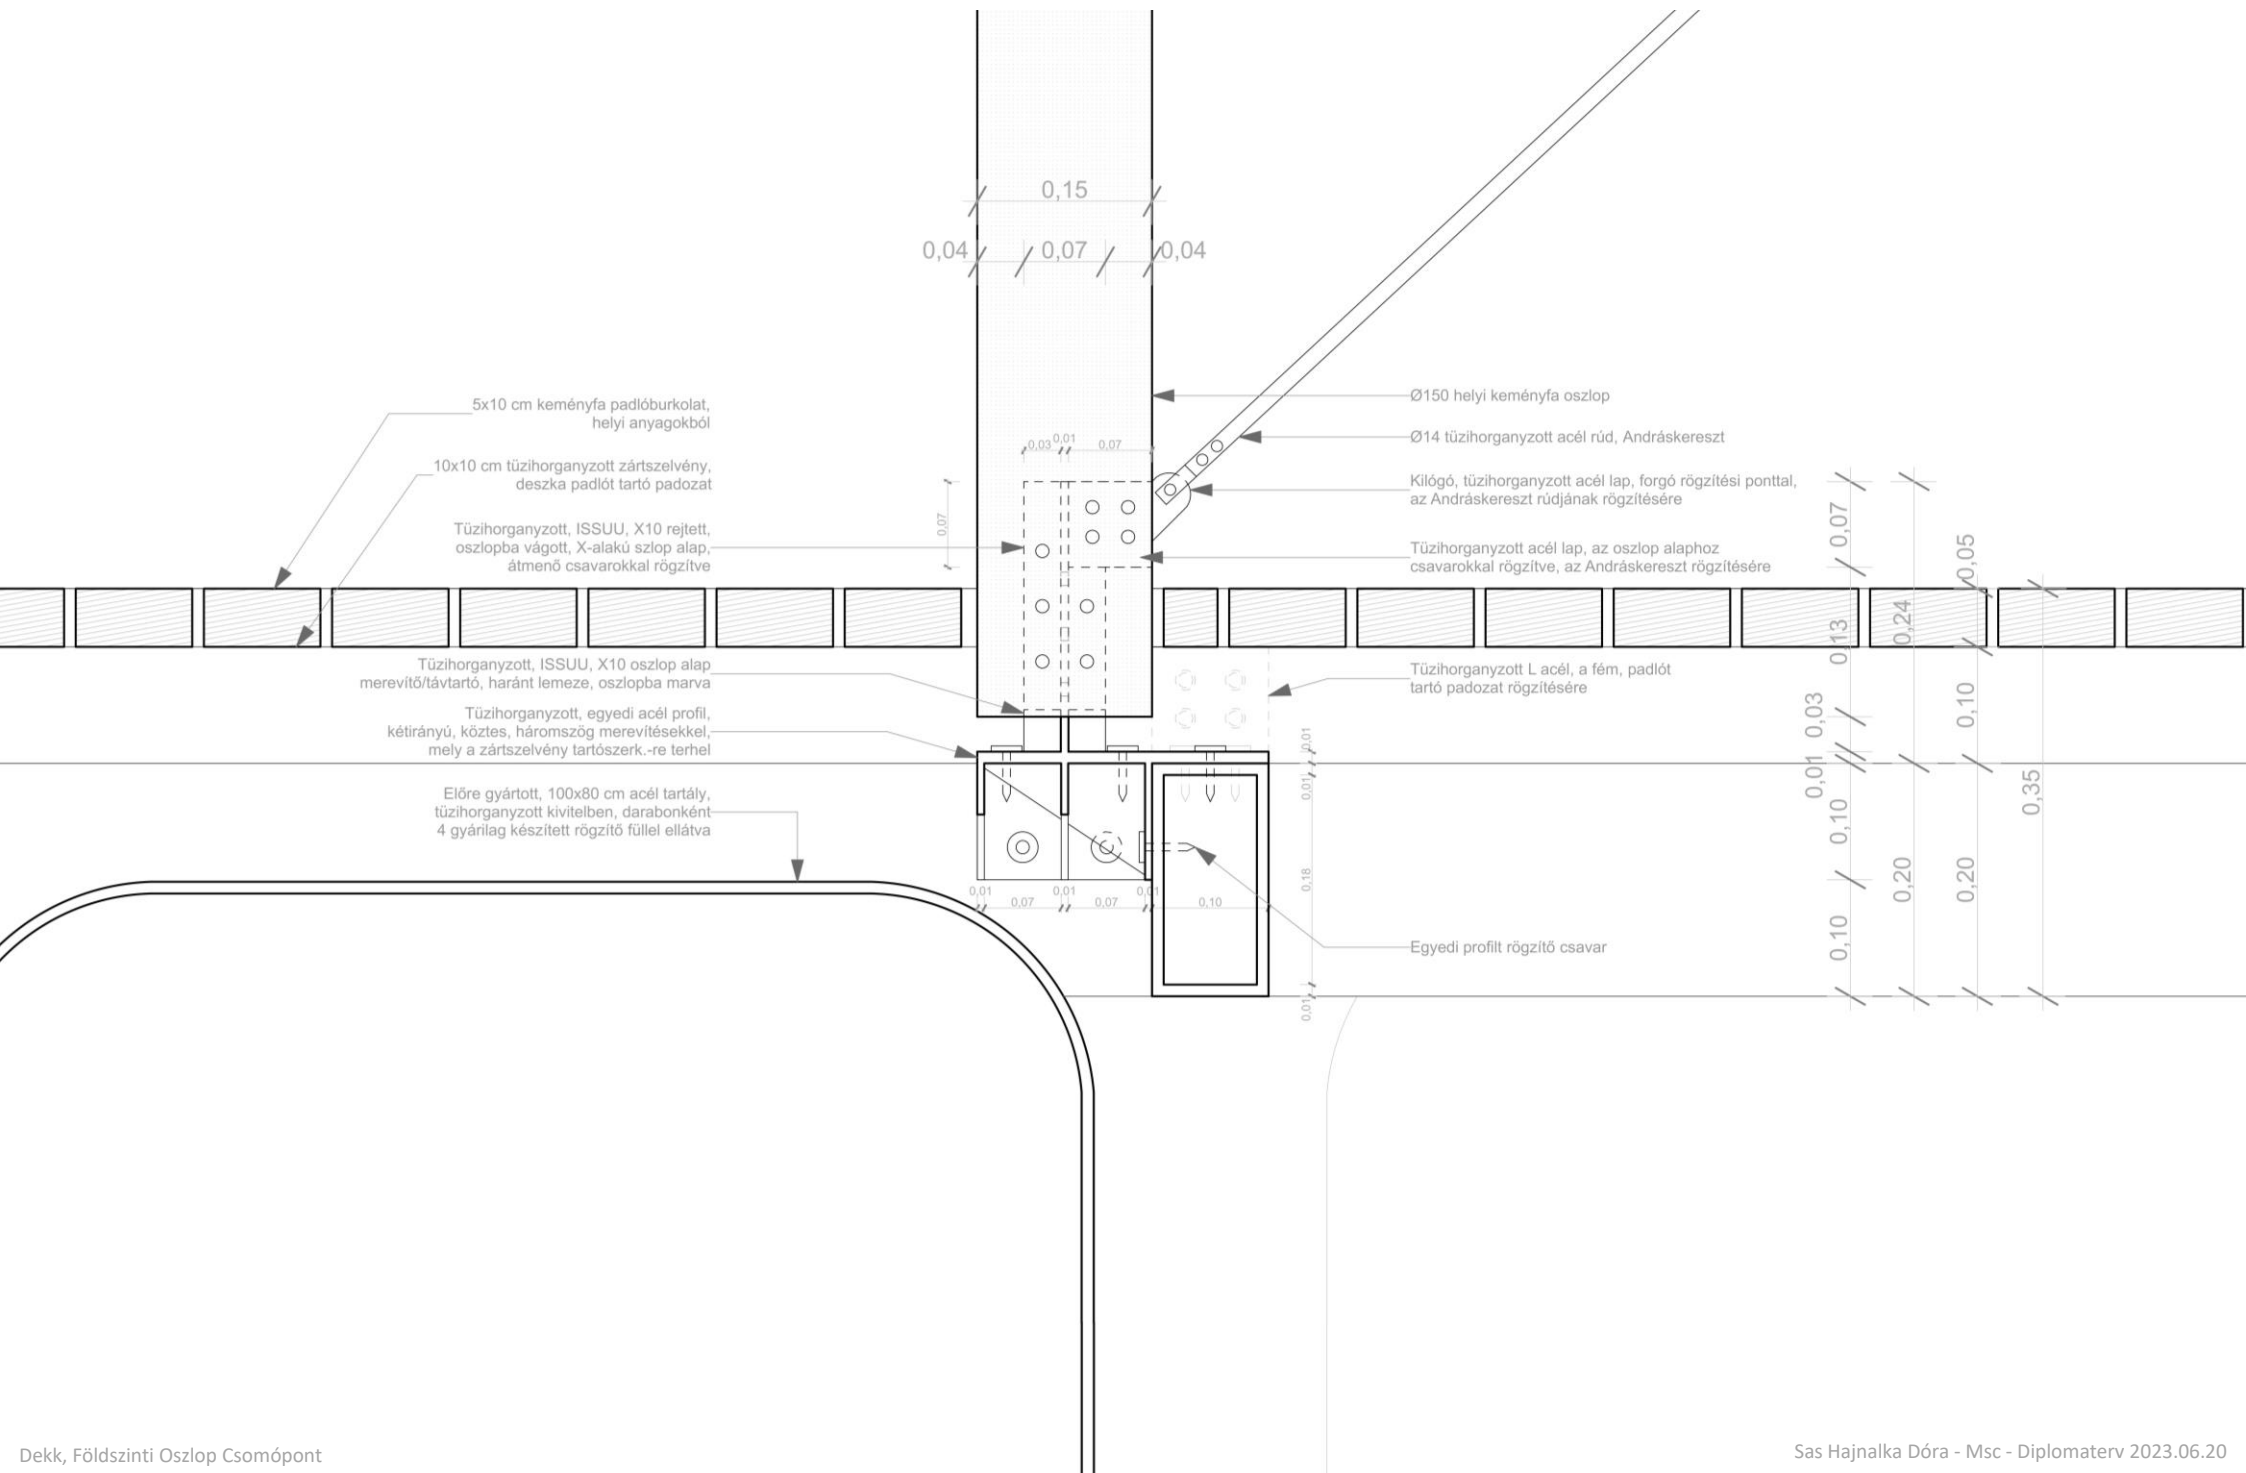 0,15
0,04
0,07
0,04
5x10 cm keményfa padlóburkolat,
helyi anyagokból
10x10 cm tüzihorganyzott zártszelvény,
deszka padlót tartó padozat
Tüzihorganyzott, ISSUU, X10 rejtett,
oszlopba vágott, X-alakú szlop alap,
átmenő csavarokkal rögzítve
Tüzihorganyzott, ISSUU, X10 oszlop alap
merevítő/távtartó, haránt lemeze, oszlopba marva
Tüzihorganyzott, egyedi acél profil,
kétirányú, köztes, háromszög merevítésekkel,
mely a zártszelvény tartószerk.-re terhel
Előre gyártott, 100x80 cm acél tartály,
tüzihorganyzott kivitelben, darabonként
4 gyárilag készített rögzítő füllel ellátva
0,03
0,01
0,07
0,07
Ø150 helyi keményfa oszlop
Ø14 tüzihorganyzott acél rúd, Andráskereszt
Kilógó, tüzihorganyzott acél lap, forgó rögzítési ponttal,
az Andráskereszt rúdjának rögzítésére
Tüzihorganyzott acél lap, az oszlop alaphoz
csavarokkal rögzítve, az Andráskereszt rögzítésére
Tüzihorganyzott L acél, a fém, padlót
tartó padozat rögzítésére
Egyedi profilt rögzítő csavar
0,01
0,01
0,18
0,01
0,01
0,07
0,01
0,07
0,01
0,10
0,07
0,13
0,03
0,01
0,10
0,10
0,24
0,20
0,05
0,10
0,20
0,35
Dekk, Földszinti Oszlop Csomópont
Sas Hajnalka Dóra - Msc - Diplomaterv 2023.06.20